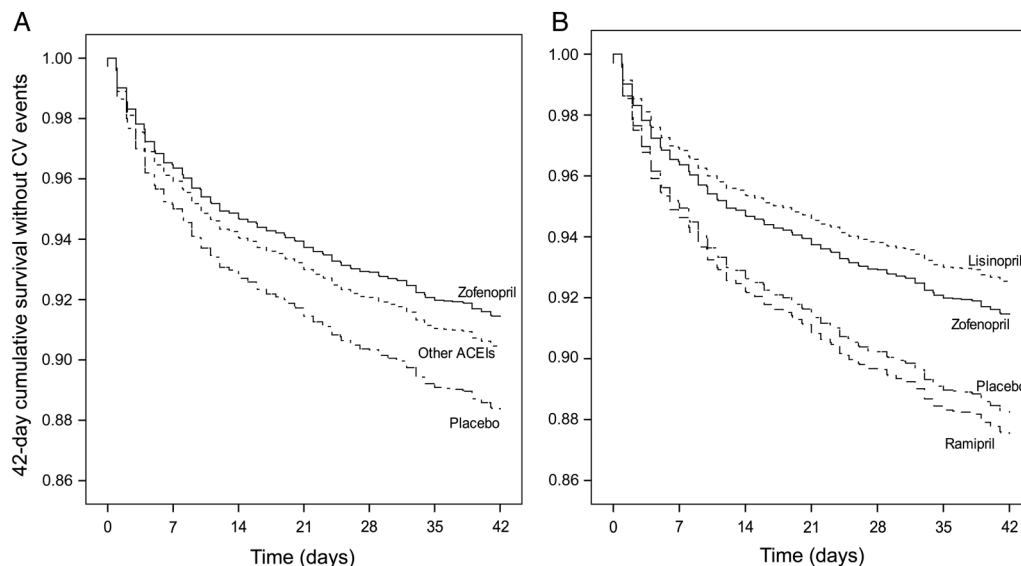 A
42-day cumulative survival without CV events
1.00
0.98
0.96
0.94
0.92
0.90
0.88
0.86
Zofenopril
Other ACEIs
Placebo
0 7 14 21 28 35 42
Time (days)
B
1.00
0.98
0.96
0.94
0.92
0.90
0.88
0.86
Lisinopril
Zofenopril
Placebo
Ramipril
0 7 14 21 28 35 42
Time (days)